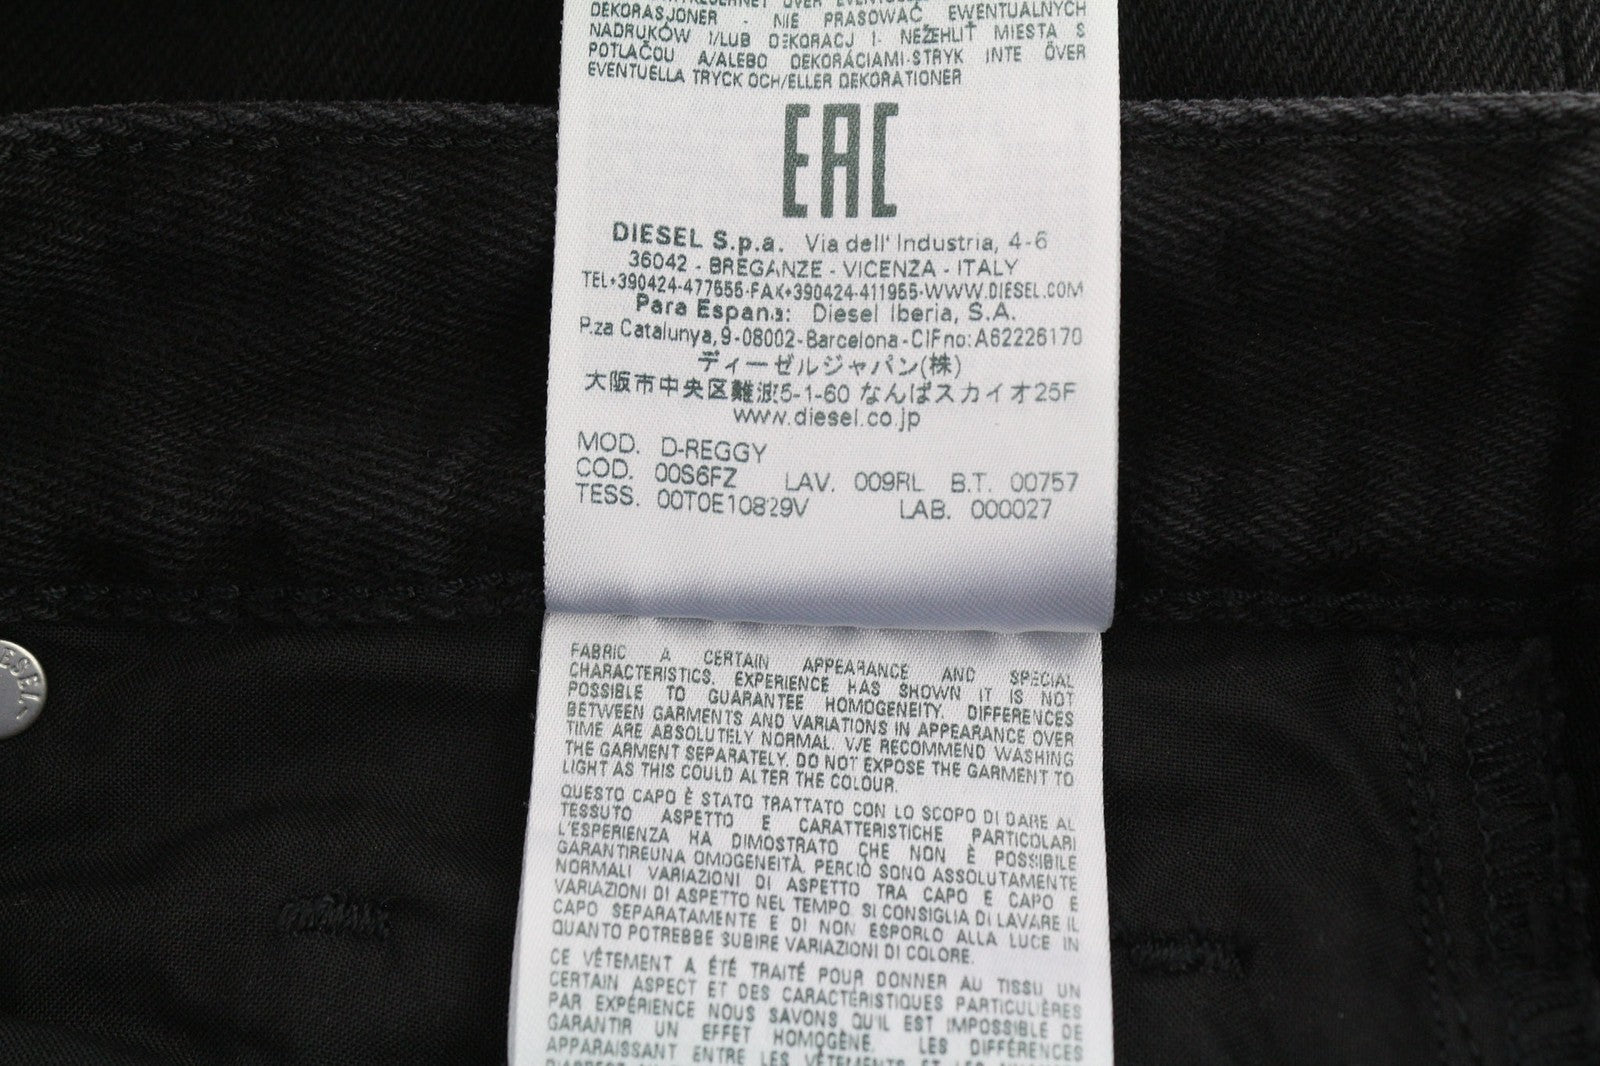 OVER
DEKORASJONER - NIE PRASOWAĆ EWENTUALNYCH
NADRUKÓW I/LUB DEKORACJ I- NEŽEHLIT MIESTA S
POTLAČOU A/ALEBO DEKORÁCIAMI-STRYK INTE ÖVER
EVENTUELLA TRYCK OCH/ELLER DEKORATIONER
EAC
DIESEL S.p.a. Via dell' Industria, 4-6
36042 - BREGANZE - VICENZA - ITALY
TEL+390424-477555-FAX+390424-411955-WWW.DIESEL.COM
Para Espana: Diesel Iberia, S.A.
P.za Catalunya,9-08002-Barcelona-CIFno:A62226170
ディーゼルジャパン(株)
大阪市中央区難波5-1-60 なんばスカイオ25F
www.diesel.co.jp
MOD. D-REGGY
COD. 00S6FZ LAV. 009RL B.T. 00757
TESS. 00T0E10829V LAB. 000027
FABRIC A CERTAIN APPEARANCE AND SPECIAL
CHARACTERISTICS. EXPERIENCE HAS SHOWN IT IS NOT
POSSIBLE TO GUARANTEE HOMOGENEITY. DIFFERENCES
BETWEEN GARMENTS AND VARIATIONS IN APPEARANCE OVER
TIME ARE ABSOLUTELY NORMAL. WE RECOMMEND WASHING
THE GARMENT SEPARATELY. DO NOT EXPOSE THE GARMENT TO
LIGHT AS THIS COULD ALTER THE COLOUR.
QUESTO CAPO È STATO TRATTATO CON LO SCOPO DI DARE AL
TESSUTO ASPETTO E CARATTERISTICHE PARTICOLARI
L'ESPERIENZA HA DIMOSTRATO CHE NON È POSSIBILE
GARANTIREUNA OMOGENEITÀ. PERCIÒ SONO ASSOLUTAMENTE
NORMALI VARIAZIONI DI ASPETTO TRA CAPO E CAPO E
VARIAZIONI DI ASPETTO NEL TEMPO. SI CONSIGLIA DI LAVARE IL
CAPO SEPARATAMENTE E DI NON ESPORLO ALLA LUCE IN
QUANTO POTREBBE SUBIRE VARIAZIONI DI COLORE.
CE VÊTEMENT A ÉTÉ TRAITÉ POUR DONNER AU TISSU UN
CERTAIN ASPECT ET DES CARACTÉRISTIQUES PARTICULIÈRES
PAR EXPÉRIENCE NOUS SAVONS QU'IL EST IMPOSSIBLE DE
GARANTIR UN EFFET HOMOGÈNE. LES DIFFÉRENCES
APPARAISSANT ENTRE LES VÊTEMENTS ET LES